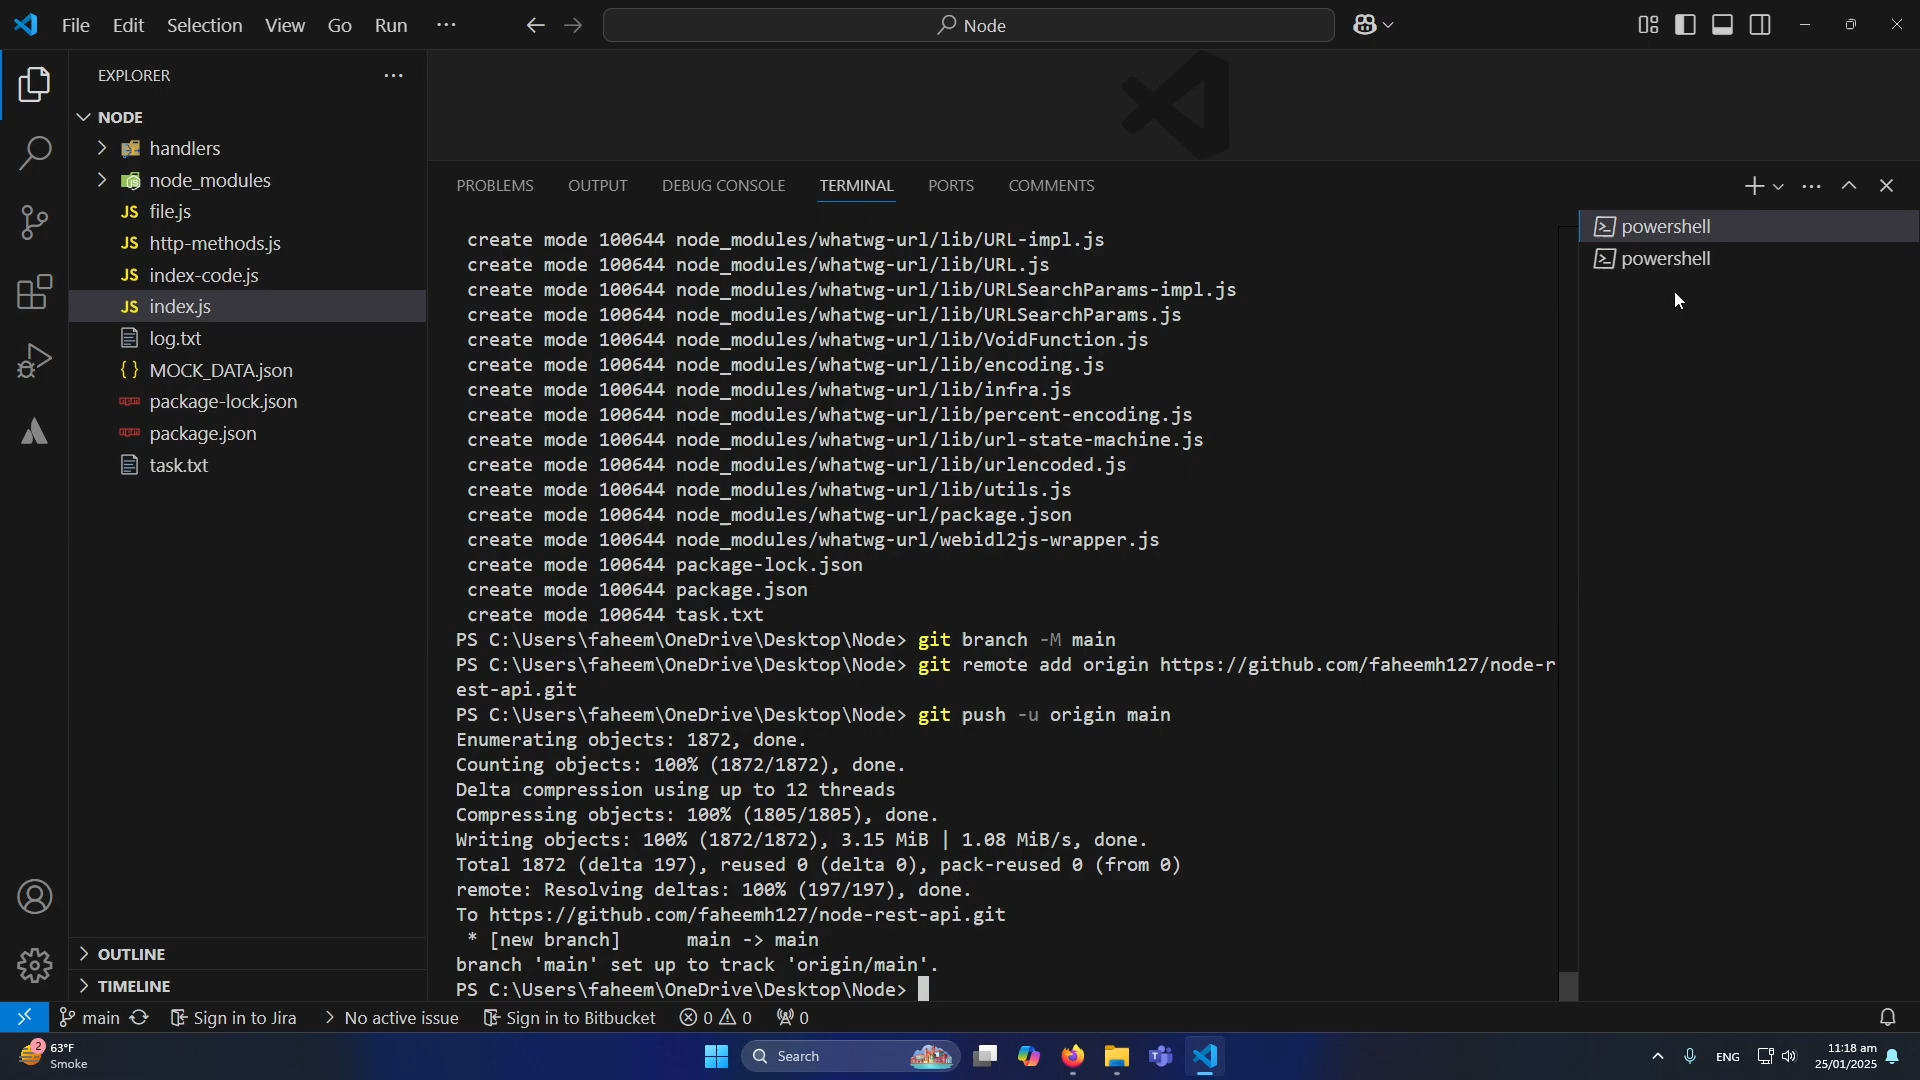 File Edit Selection View Go Run ···
Node
EXPLORER
NODE
handlers
node_modules
JS file.js
JS http-methods.js
JS index-code.js
JS index.js
log.txt
{} MOCK_DATA.json
package-lock.json
package.json
task.txt
OUTLINE
TIMELINE
PROBLEMS OUTPUT DEBUG CONSOLE TERMINAL PORTS COMMENTS
powershell
powershell
create mode 100644 node_modules/whatwg-url/lib/URL-impl.js
create mode 100644 node_modules/whatwg-url/lib/URL.js
create mode 100644 node_modules/whatwg-url/lib/URLSearchParams-impl.js
create mode 100644 node_modules/whatwg-url/lib/URLSearchParams.js
create mode 100644 node_modules/whatwg-url/lib/VoidFunction.js
create mode 100644 node_modules/whatwg-url/lib/encoding.js
create mode 100644 node_modules/whatwg-url/lib/infra.js
create mode 100644 node_modules/whatwg-url/lib/percent-encoding.js
create mode 100644 node_modules/whatwg-url/lib/url-state-machine.js
create mode 100644 node_modules/whatwg-url/lib/urlencoded.js
create mode 100644 node_modules/whatwg-url/lib/utils.js
create mode 100644 node_modules/whatwg-url/package.json
create mode 100644 node_modules/whatwg-url/webidl2js-wrapper.js
create mode 100644 package-lock.json
create mode 100644 package.json
create mode 100644 task.txt
PS C:\Users\faheem\OneDrive\Desktop\Node> git branch -M main
PS C:\Users\faheem\OneDrive\Desktop\Node> git remote add origin https://github.com/faheemh127/node-r
est-api.git
PS C:\Users\faheem\OneDrive\Desktop\Node> git push -u origin main
Enumerating objects: 1872, done.
Counting objects: 100% (1872/1872), done.
Delta compression using up to 12 threads
Compressing objects: 100% (1805/1805), done.
Writing objects: 100% (1872/1872), 3.15 MiB | 1.08 MiB/s, done.
Total 1872 (delta 197), reused 0 (delta 0), pack-reused 0 (from 0)
remote: Resolving deltas: 100% (197/197), done.
To https://github.com/faheemh127/node-rest-api.git
* [new branch] main -> main
branch 'main' set up to track 'origin/main'.
PS C:\Users\faheem\OneDrive\Desktop\Node>
main Sign in to Jira No active issue Sign in to Bitbucket 0 0 0
2 63°F
Smoke
Search
ENG
11:18 am
25/01/2025